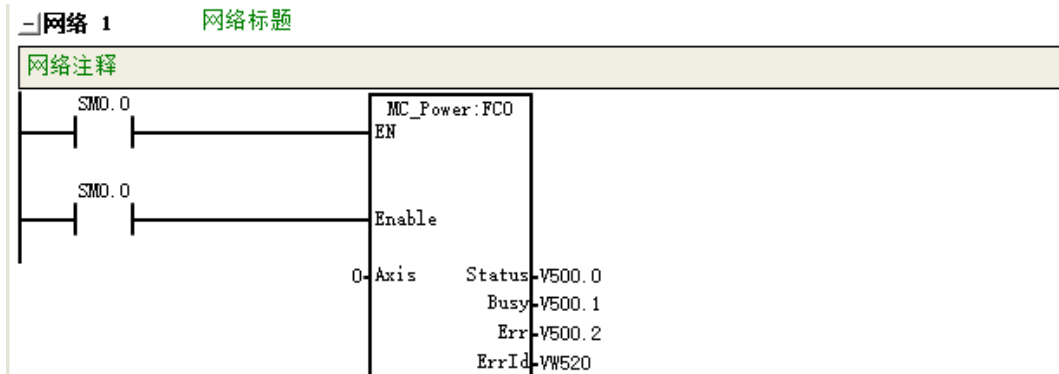 网络 1 网络标题
网络注释
SM0.0 MC_Power:FC0
EN
SM0.0
Enable
0 Axis Status V500.0
Busy V500.1
Err V500.2
ErrId VW520